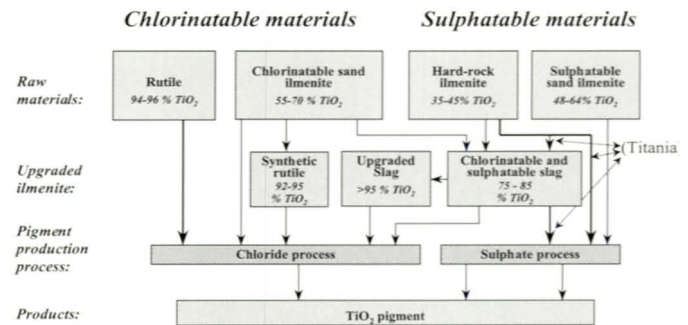 Chlorinatable materials
Sulphatable materials
Raw
materials:
Rutile
94-96 % TiO₂
Chlorinatable sand
ilmenite
55-70 % TiO₂
Hard-rock
ilmenite
35-45% TiO₂
Sulphatable
sand ilmenite
48-64% TiO₂
Upgraded
ilmenite:
Synthetic
rutile
92-95
% TiO₂
Upgraded
Slag
>95 % TiO₂
Chlorinatable and
sulphatable slag
75 - 85
% TiO₂
(Titania
Pigment
production
process:
Chloride process
Sulphate process
Products:
TiO₂ pigment